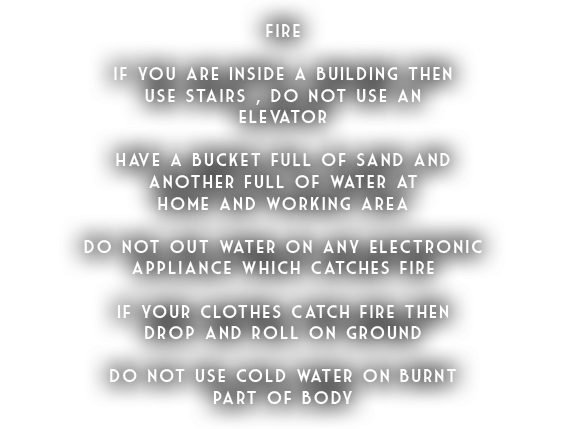 FIRE
IF YOU ARE INSIDE A BUILDING THEN
USE STAIRS , DO NOT USE AN
ELEVATOR
HAVE A BUCKET FULL OF SAND AND
ANOTHER FULL OF WATER AT
HOME AND WORKING AREA
DO NOT OUT WATER ON ANY ELECTRONIC
APPLIANCE WHICH CATCHES FIRE
IF YOUR CLOTHES CATCH FIRE THEN
DROP AND ROLL ON GROUND
DO NOT USE COLD WATER ON BURNT
PART OF BODY